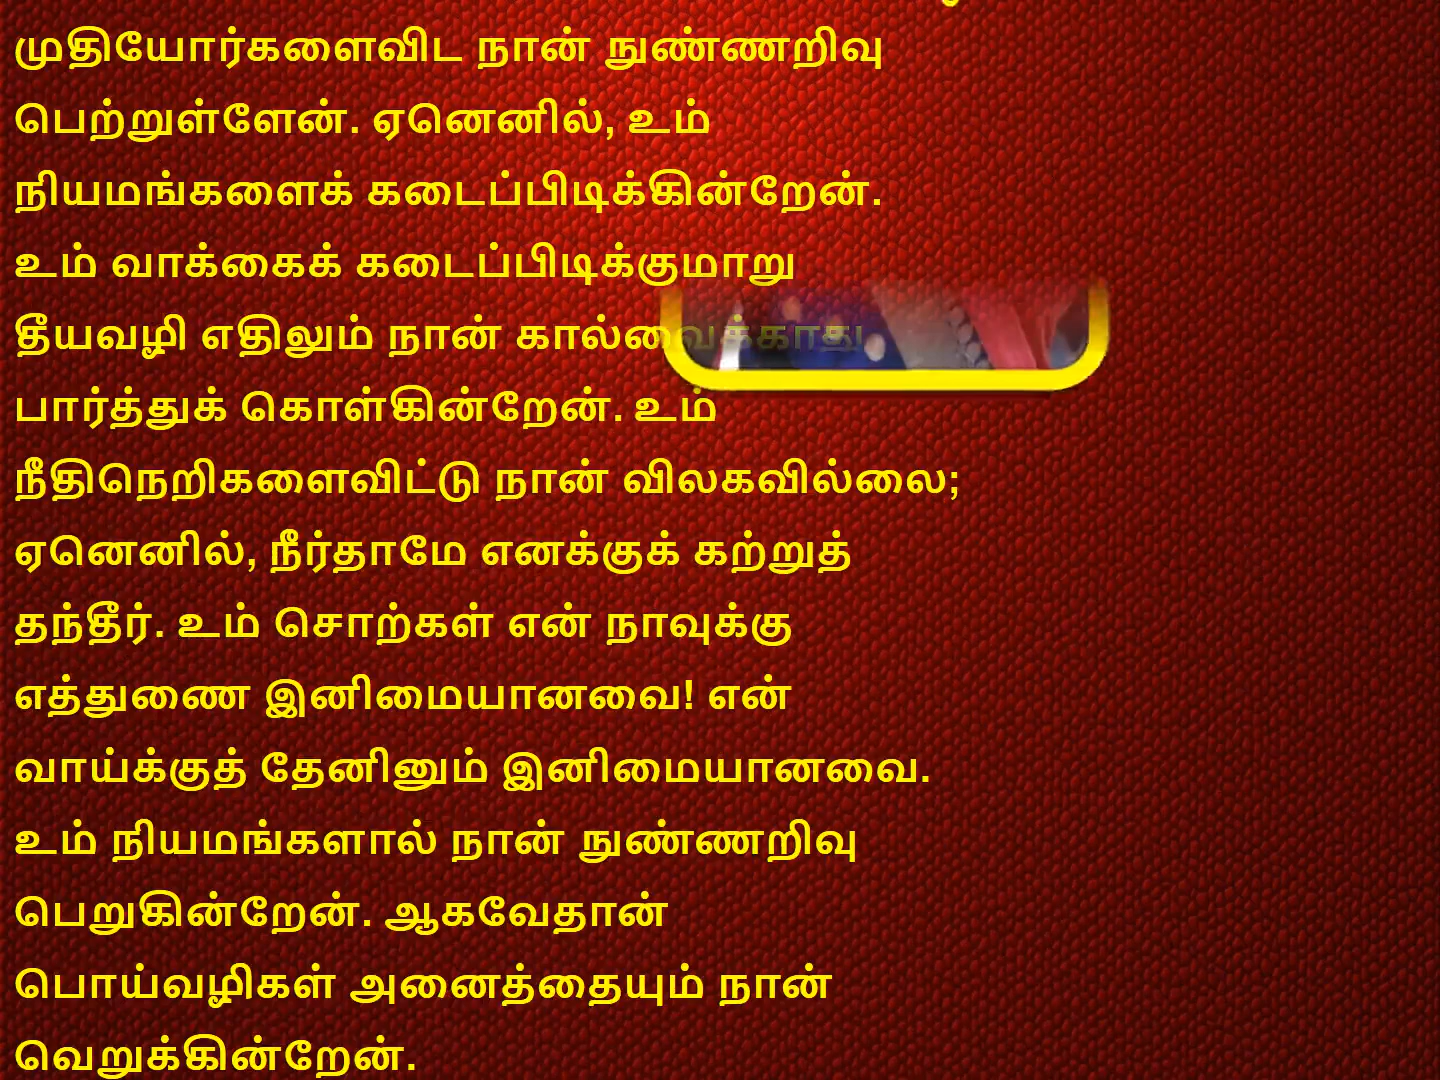 முதியோர்களைவிட நான் நுண்ணறிவு
பெற்றுள்ளேன். ஏனெனில், உம்
நியமங்களைக் கடைப்பிடிக்கின்றேன்.
உம் வாக்கைக் கடைப்பிடிக்குமாறு
தீயவழி எதிலும் நான் கால்வைக்காது
பார்த்துக் கொள்கின்றேன். உம்
நீதிநெறிகளைவிட்டு நான் விலகவில்லை;
ஏனெனில், நீர்தாமே எனக்குக் கற்றுத்
தந்தீர். உம் சொற்கள் என் நாவுக்கு
எத்துணை இனிமையானவை! என்
வாய்க்குத் தேனினும் இனிமையானவை.
உம் நியமங்களால் நான் நுண்ணறிவு
பெறுகின்றேன். ஆகவேதான்
பொய்வழிகள் அனைத்தையும் நான்
வெறுக்கின்றேன்.